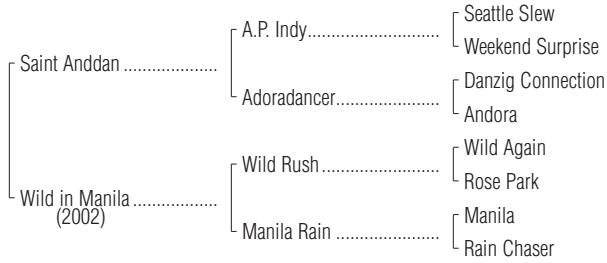 Seattle Slew
A.P. Indy
Weekend Surprise
Saint Anddan
Danzig Connection
Adoradancer
Andora
Wild Again
Wild Rush
Rose Park
Wild in Manila
(2002)
Manila
Manila Rain
Rain Chaser